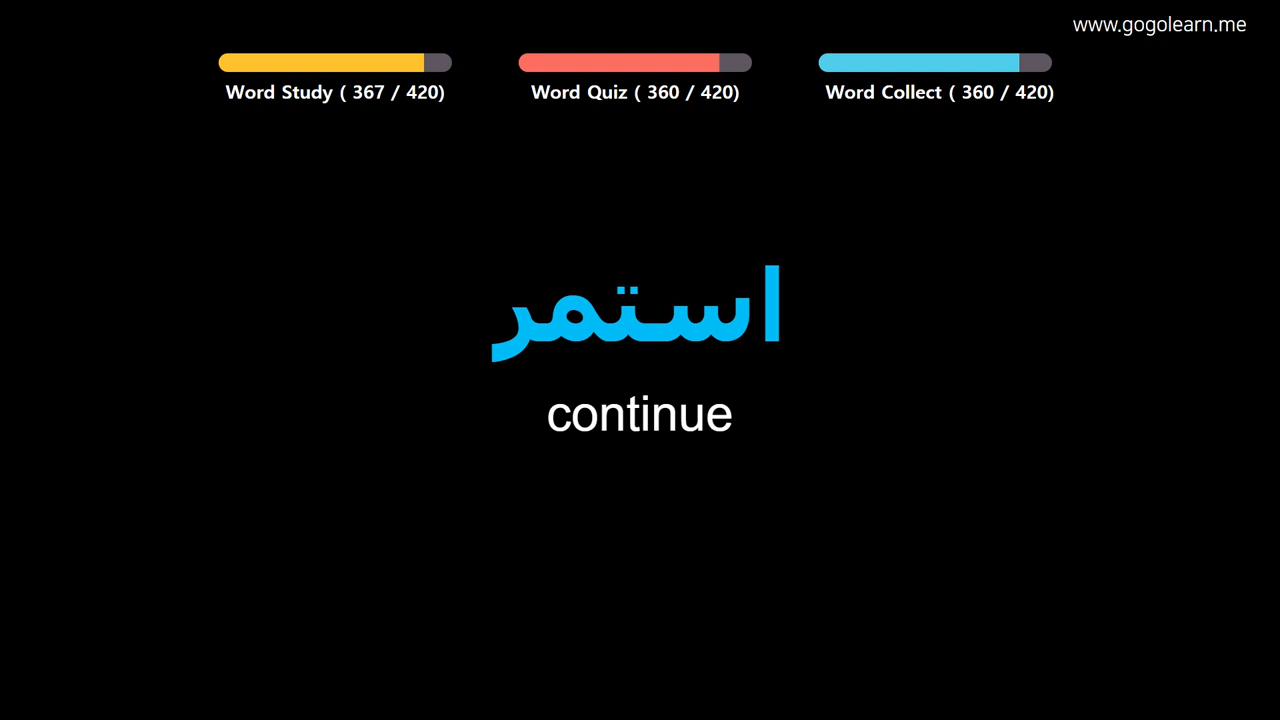 www.gogolearn.me
Word Study ( 367 / 420)
Word Quiz ( 360 / 420)
Word Collect ( 360 / 420)
استمر
continue